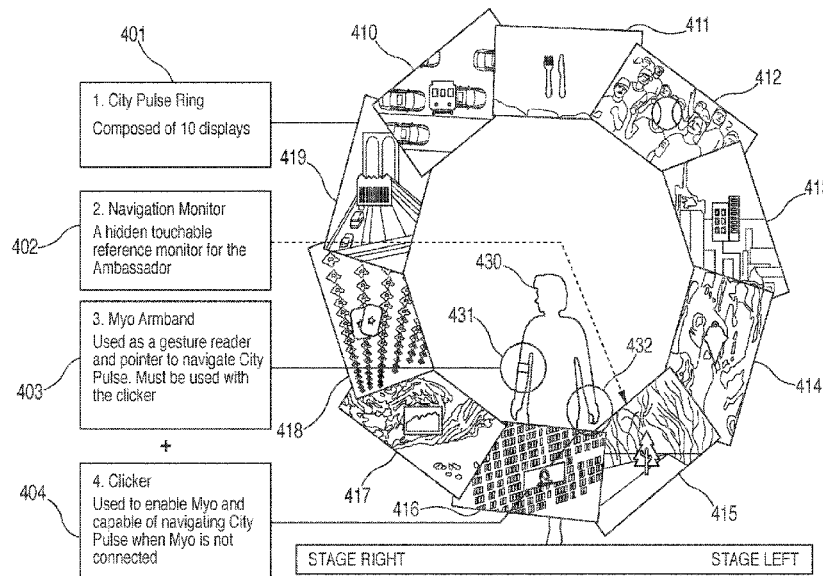 401
410
411
412
1. City Pulse Ring
Composed of 10 displays
419
2. Navigation Monitor
A hidden touchable
reference monitor for the
Ambassador
402
430
431
432
3. Myo Armband
Used as a gesture reader
and pointer to navigate City
Pulse. Must be used with
the clicker
403
418
414
417
+
4. Clicker
Used to enable Myo and
capable of navigating City
Pulse when Myo is not
connected
404
416
415
STAGE RIGHT
STAGE LEFT